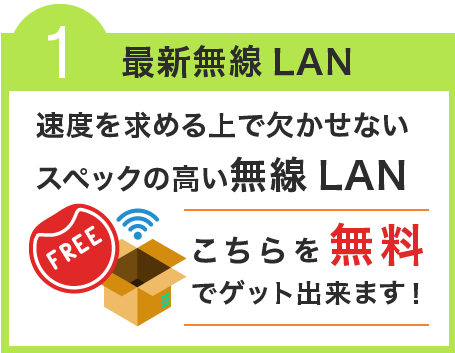 1
最新無線 LAN
速度を求める上で欠かせない
スペックの高い無線 LAN
FREE
こちらを無料
でゲット出来ます!